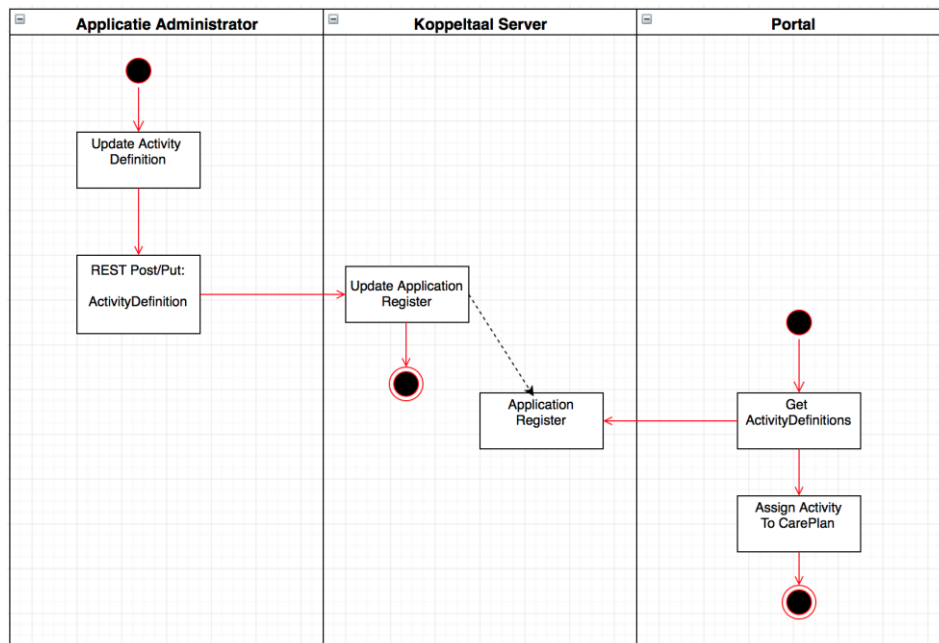 Applicatie Administrator
Koppeltaal Server
Portal
Update Activity
Definition
REST Post/Put:
ActivityDefinition
Update Application
Register
Application
Register
Get
ActivityDefinitions
Assign Activity
To CarePlan